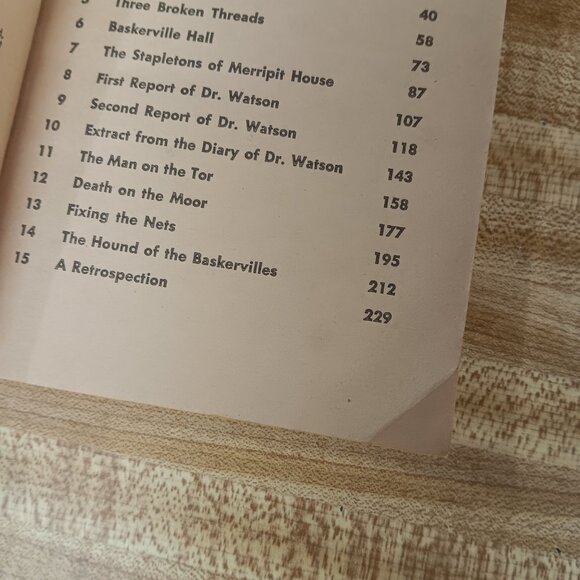 40
5 Three Broken Threads 58
6 Baskerville Hall 73
7 The Stapletons of Merripit House 87
8 First Report of Dr. Watson 107
9 Second Report of Dr. Watson 118
10 Extract from the Diary of Dr. Watson 143
11 The Man on the Tor 158
12 Death on the Moor 177
13 Fixing the Nets 195
14 The Hound of the Baskervilles 212
15 A Retrospection 229